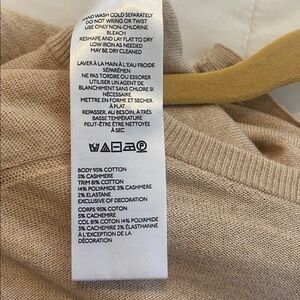 HAND WASH COLD SEPARATELY
DO NOT WRING OR TWIST
USE ONLY NON-CHLORINE
BLEACH
RESHAPE AND LAY FLAT TO DRY
LOW IRON AS NEEDED
MAY BE DRY CLEANED
LAVER À LA MAIN À L'EAU FROIDE
SÉPARÉMENT
NE PAS TORDRE OU ESSORER
UTILISER UN AGENT DE
BLANCHIMENT SANS CHLORE SI
NÉCESSAIRE
METTRE EN FORME ET SÉCHER
À PLAT
REPASSER, AU BESOIN, À TRÈS
BASSE TEMPÉRATURE
PEUT-ÊTRE ÊTRE NETTOYÉE
À SEC
BODY 95% COTTON
5% CASHMERE
TRIM 81% COTTON
14% POLYAMIDE 3% CASHMERE
2% ELASTANE
EXCLUSIVE OF DECORATION
CORPS 95% COTON
5% CACHEMIRE
COL 81% COTON 14% POLYAMIDE
3% CACHEMIRE 2% ÉLASTHANNE
À L'EXCEPTION DE LA
DÉCORATION